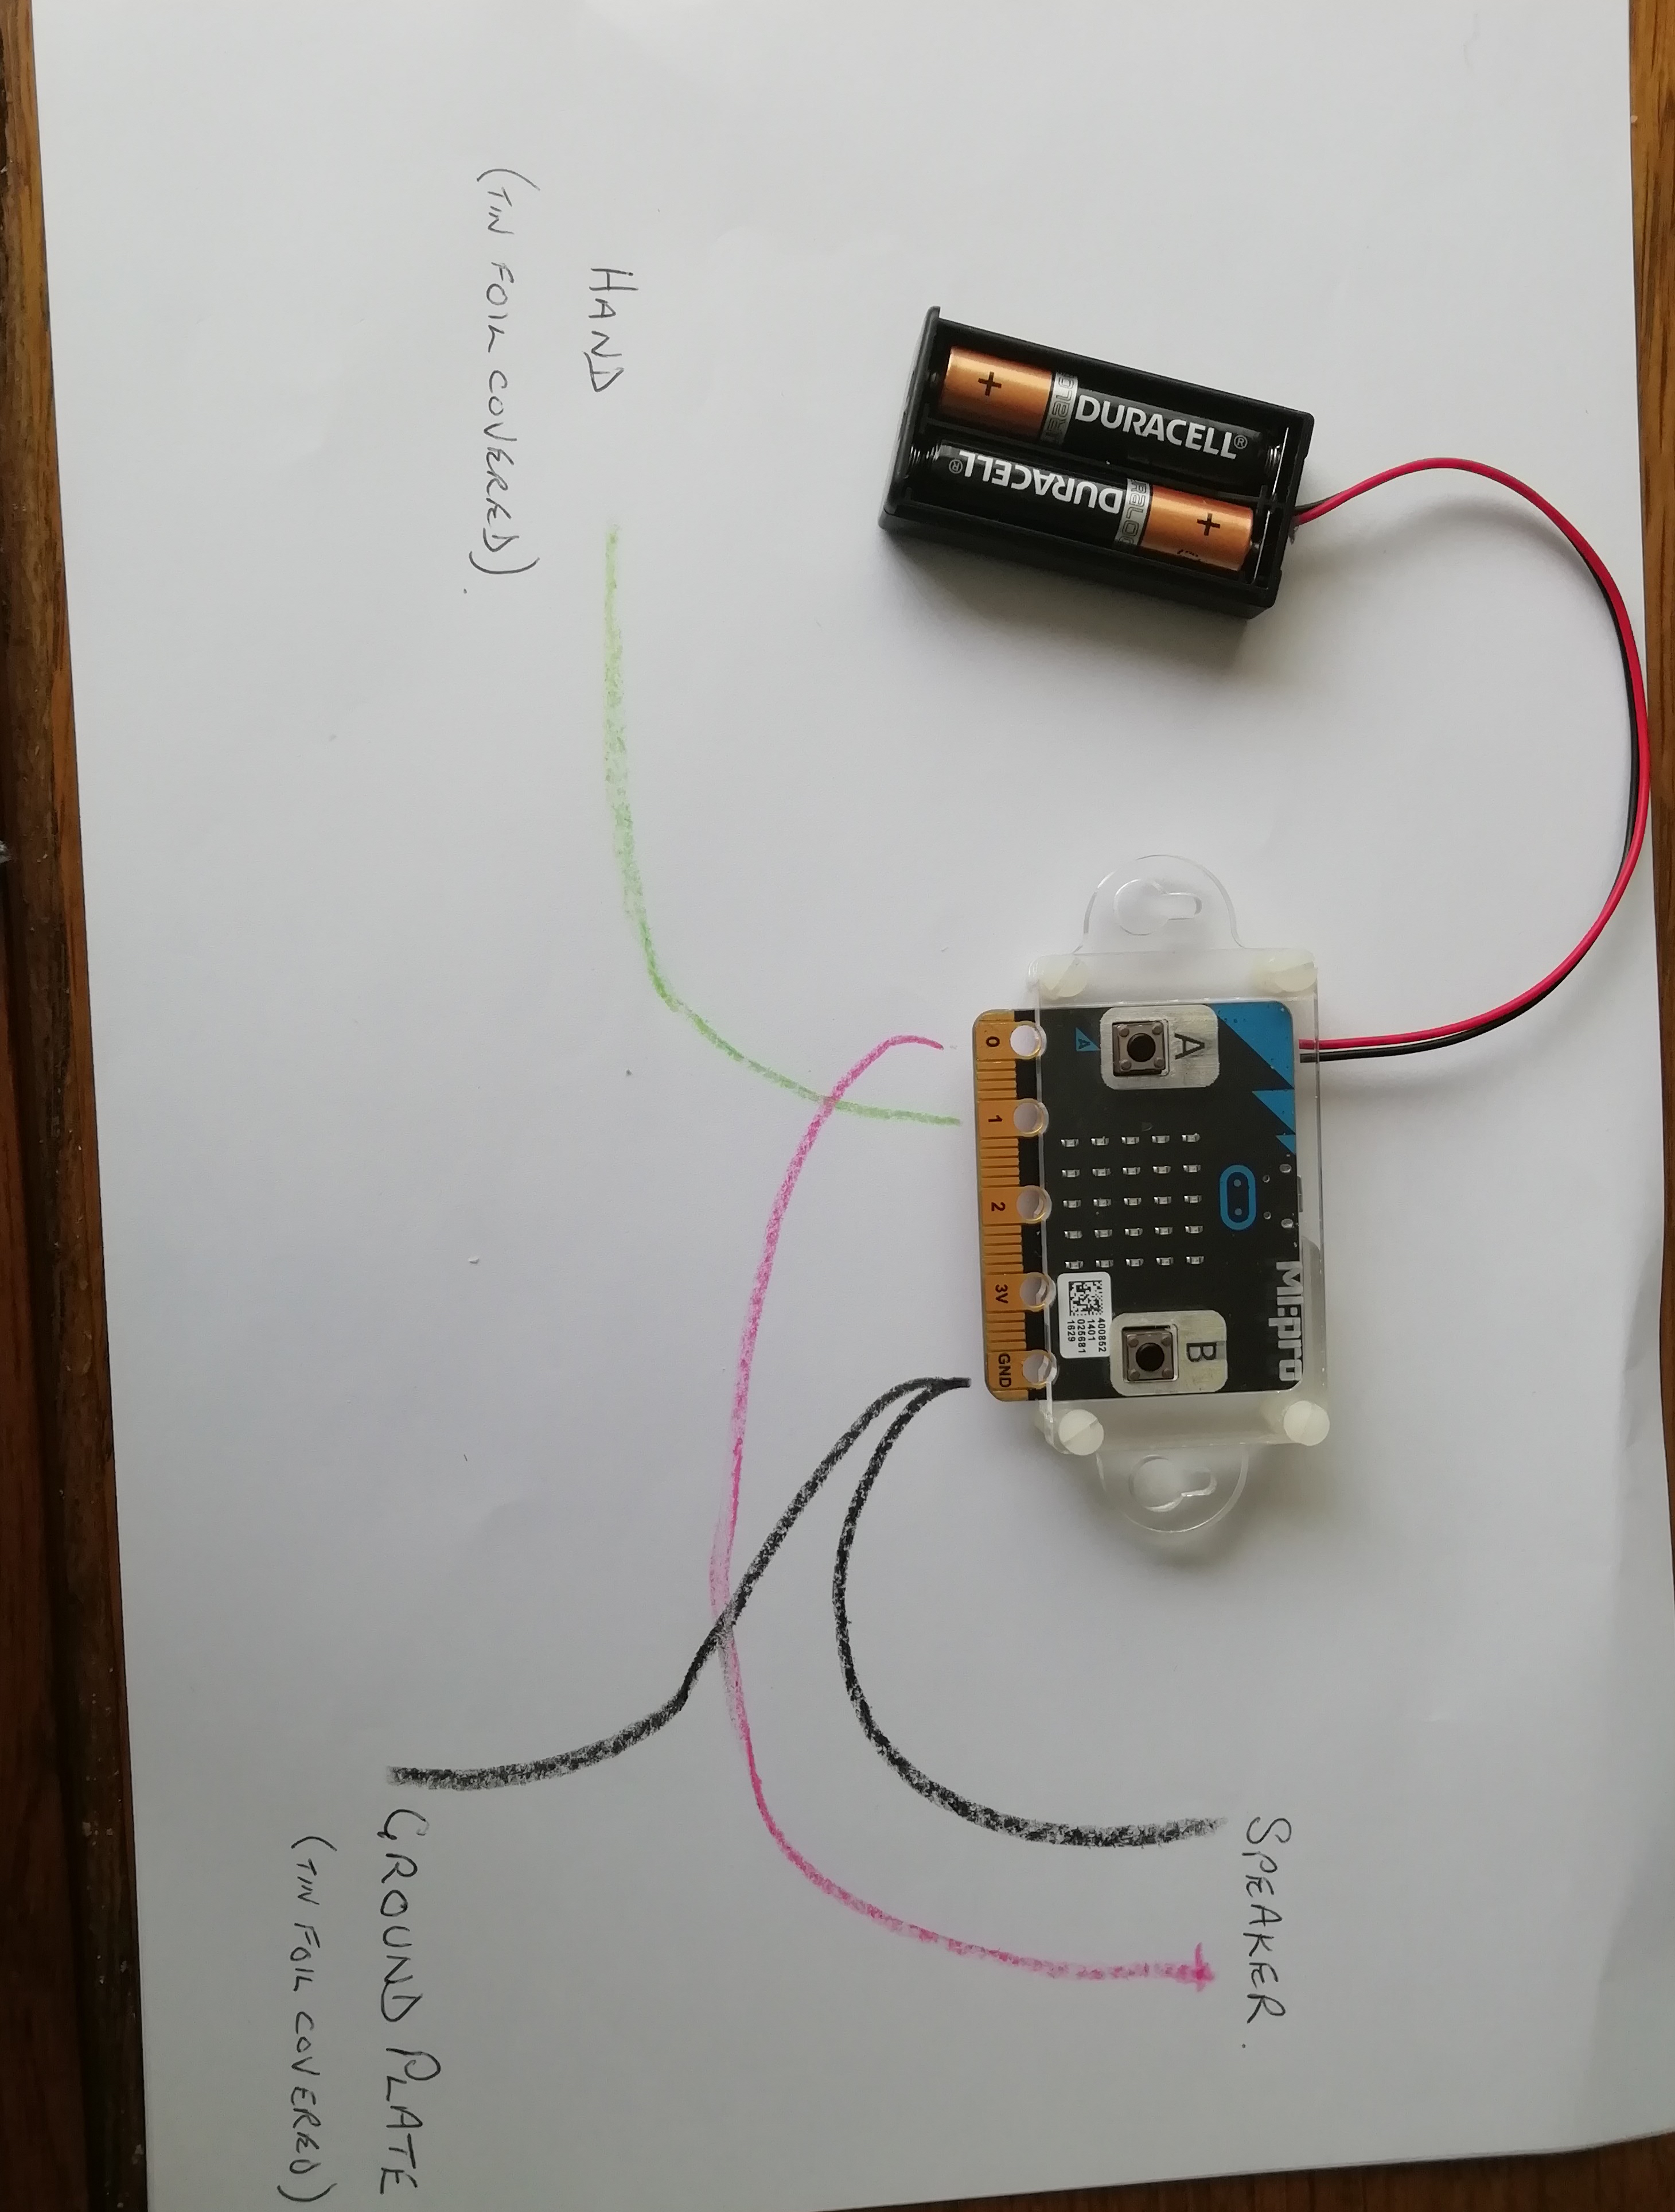 MI:pro
DURACELL®
DURACELL®
+
+
A
B
A
400852
1401
025681
1629
0
1
2
3V
GND
SPEAKER.
+
HAND
(TIN FOIL COVERED).
GROUND PLATE
(TIN FOIL COVERED)